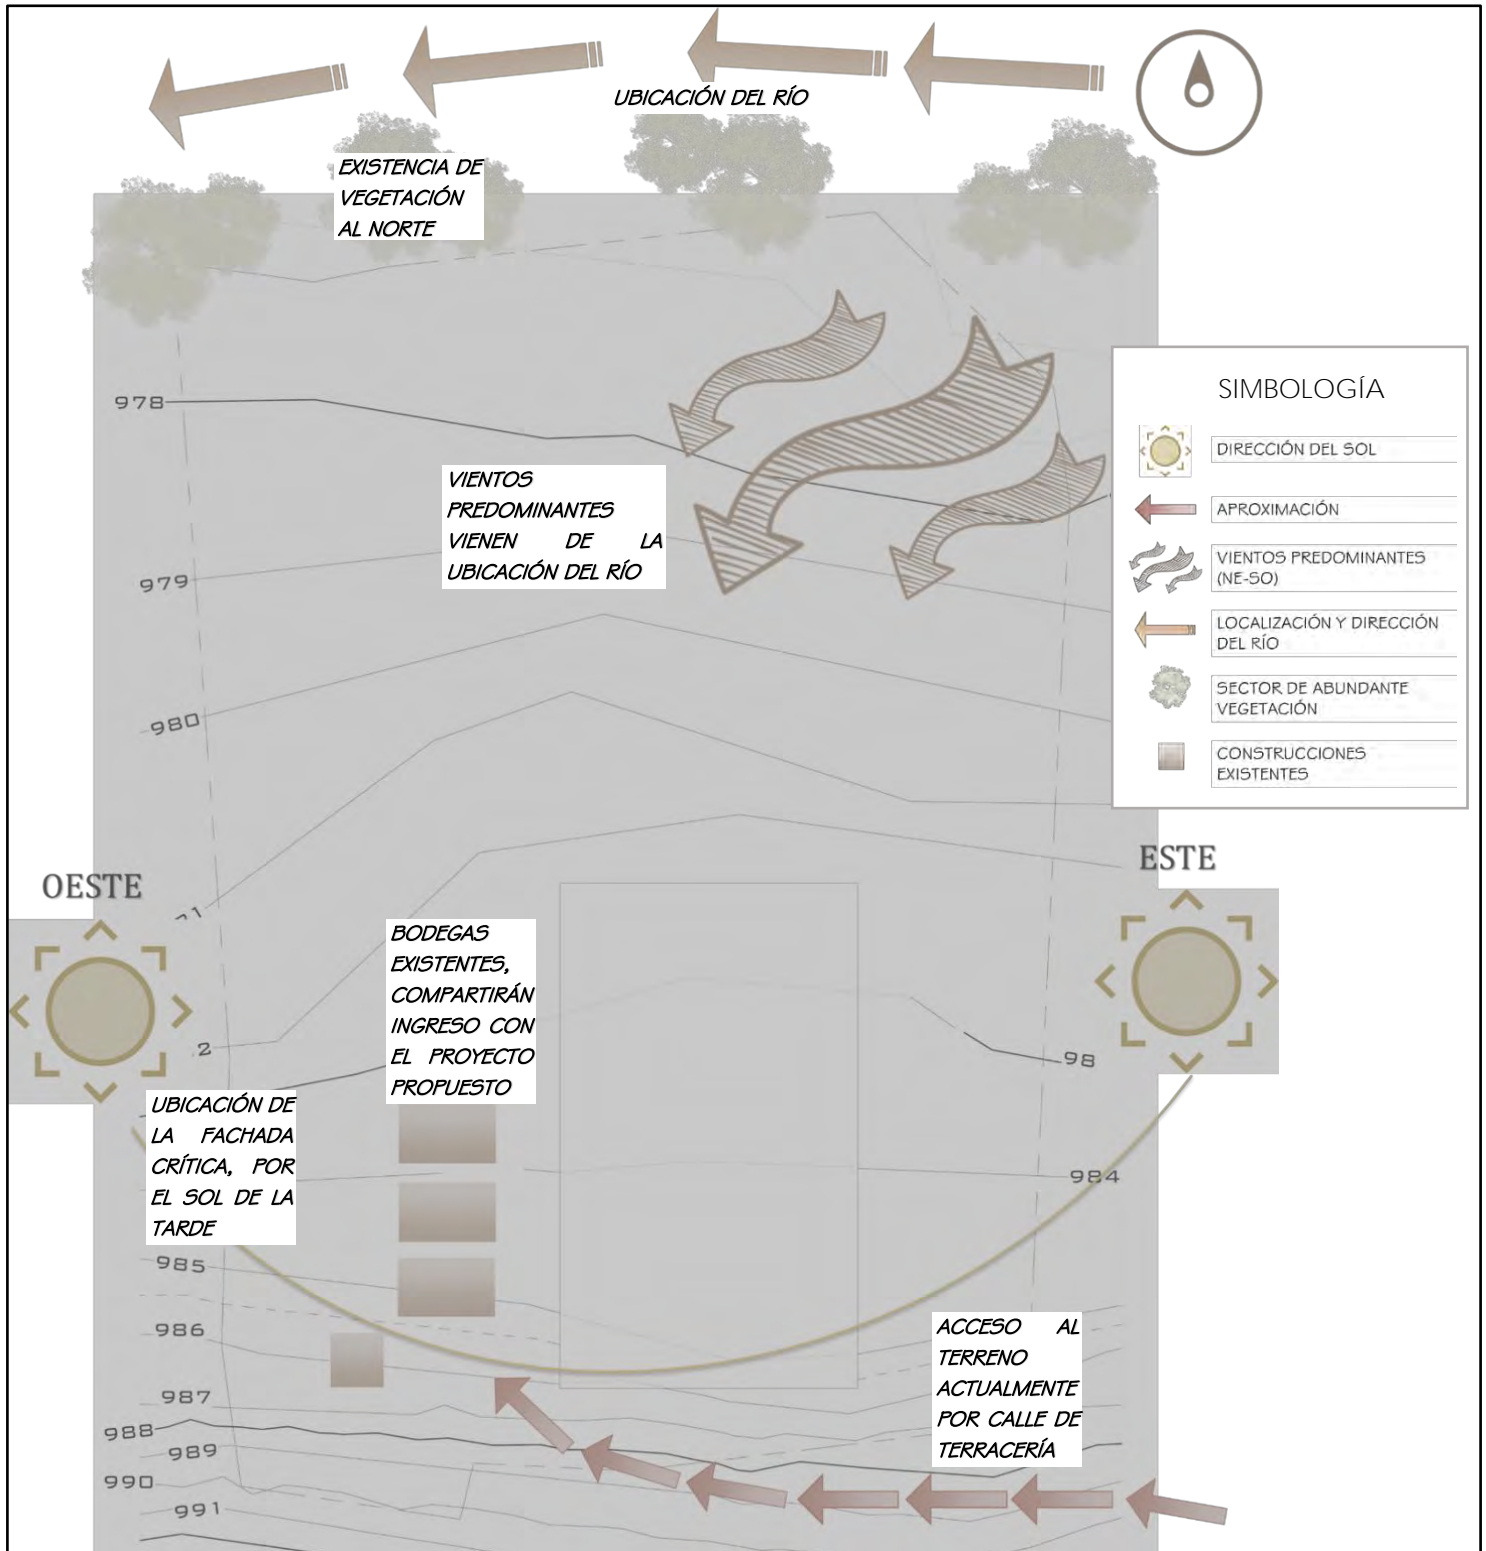 UBICACIÓN DEL RÍO
EXISTENCIA DE
VEGETACIÓN
AL NORTE
978
SIMBOLOGÍA
DIRECCIÓN DEL SOL
APROXIMACIÓN
VIENTOS PREDOMINANTES
(NE-SO)
LOCALIZACIÓN Y DIRECCIÓN
DEL RÍO
SECTOR DE ABUNDANTE
VEGETACIÓN
CONSTRUCCIONES
EXISTENTES
VIENTOS
PREDOMINANTES
VIENEN DE LA
UBICACIÓN DEL RÍO
979
980
OESTE
ESTE
BODEGAS
EXISTENTES,
COMPARTIRÁN
INGRESO CON
EL PROYECTO
PROPUESTO
2
98
UBICACIÓN DE
LA FACHADA
CRÍTICA, POR
EL SOL DE LA
TARDE
984
985
986
987
988
989
990
991
ACCESO AL
TERRENO
ACTUALMENTE
POR CALLE DE
TERRACERÍA